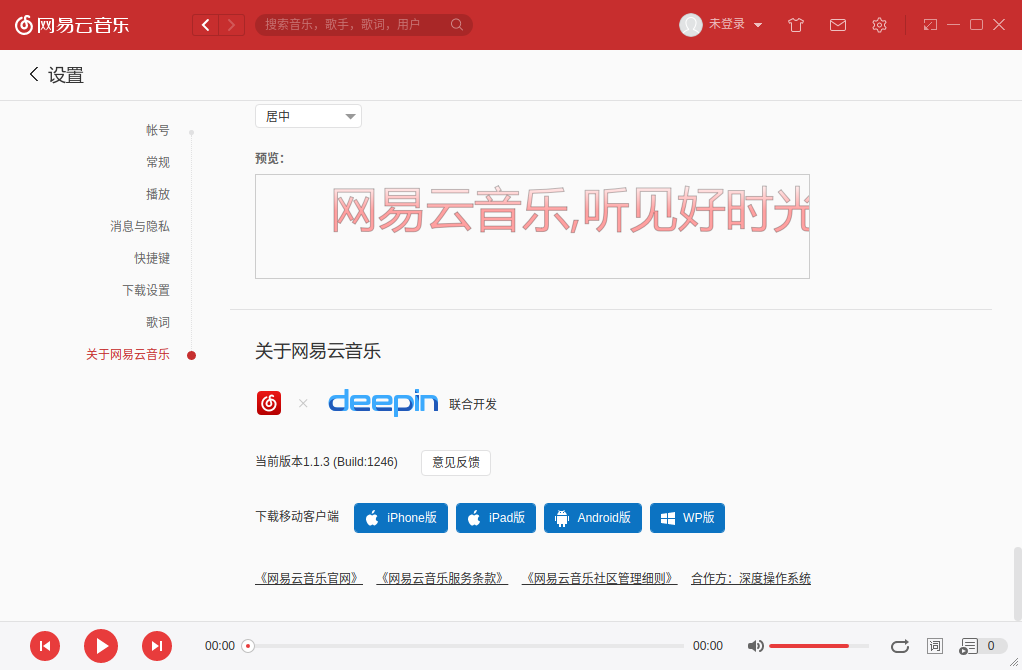 网易云音乐
搜索音乐，歌手，歌词，用户
未登录
设置
帐号
常规
播放
消息与隐私
快捷键
下载设置
歌词
关于网易云音乐
居中
预览：
网易云音乐,听见好时光
关于网易云音乐
× deepin 联合开发
当前版本1.1.3 (Build:1246) 意见反馈
下载移动客户端 iPhone版 iPad版 Android版 WP版
《网易云音乐官网》 《网易云音乐服务条款》 《网易云音乐社区管理细则》 合作方：深度操作系统
00:00 00:00 词 0